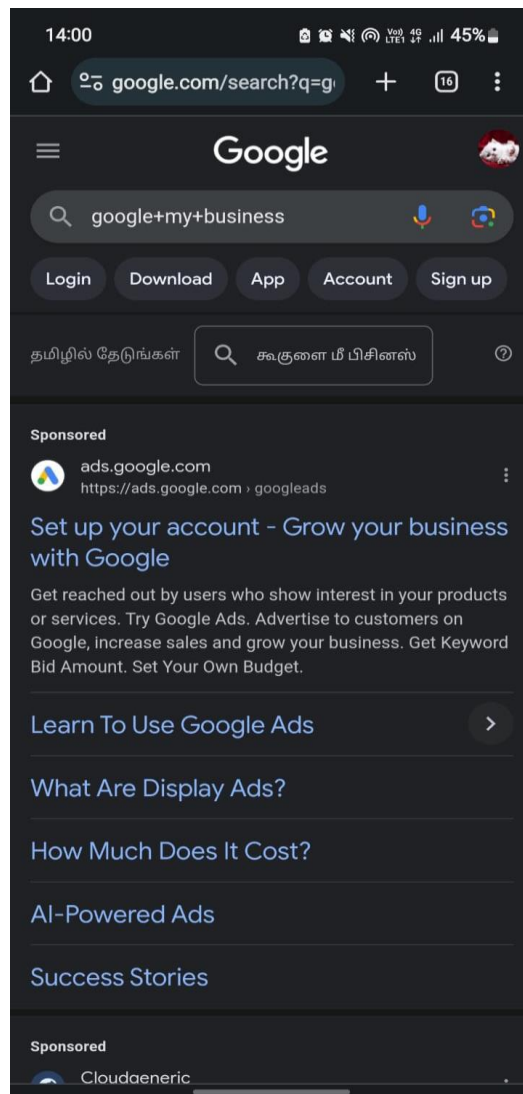 14:00
Vo)) 4G
LTE1
45%
google.com/search?q=g
16
Google
google+my+business
Login Download App Account Sign up
தமிழில் தேடுங்கள் கூகுளை மீ பிசினஸ்
Sponsored
ads.google.com
https://ads.google.com › googleads
Set up your account - Grow your business
with Google
Get reached out by users who show interest in your products
or services. Try Google Ads. Advertise to customers on
Google, increase sales and grow your business. Get Keyword
Bid Amount. Set Your Own Budget.
Learn To Use Google Ads
What Are Display Ads?
How Much Does It Cost?
AI-Powered Ads
Success Stories
Sponsored
Cloudgeneric